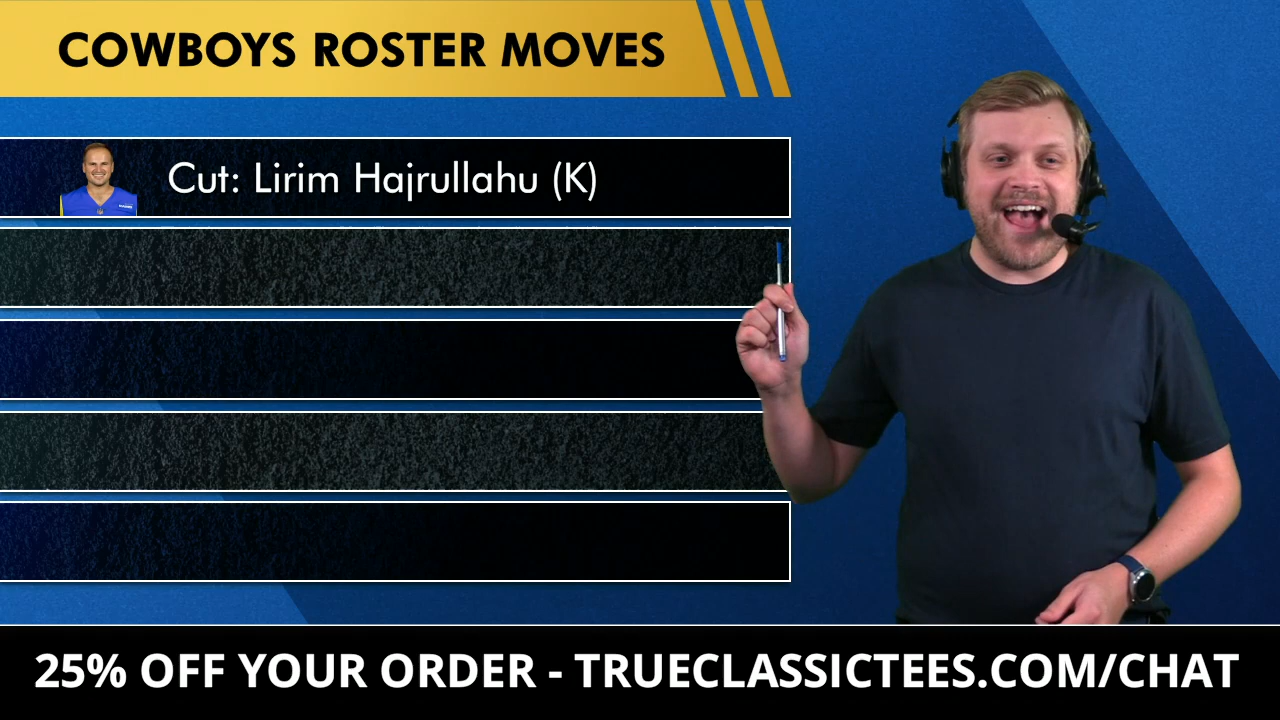 COWBOYS ROSTER MOVES
Cut: Lirim Hajrullahu (K)
25% OFF YOUR ORDER - TRUECLASSICTEES.COM/CHAT